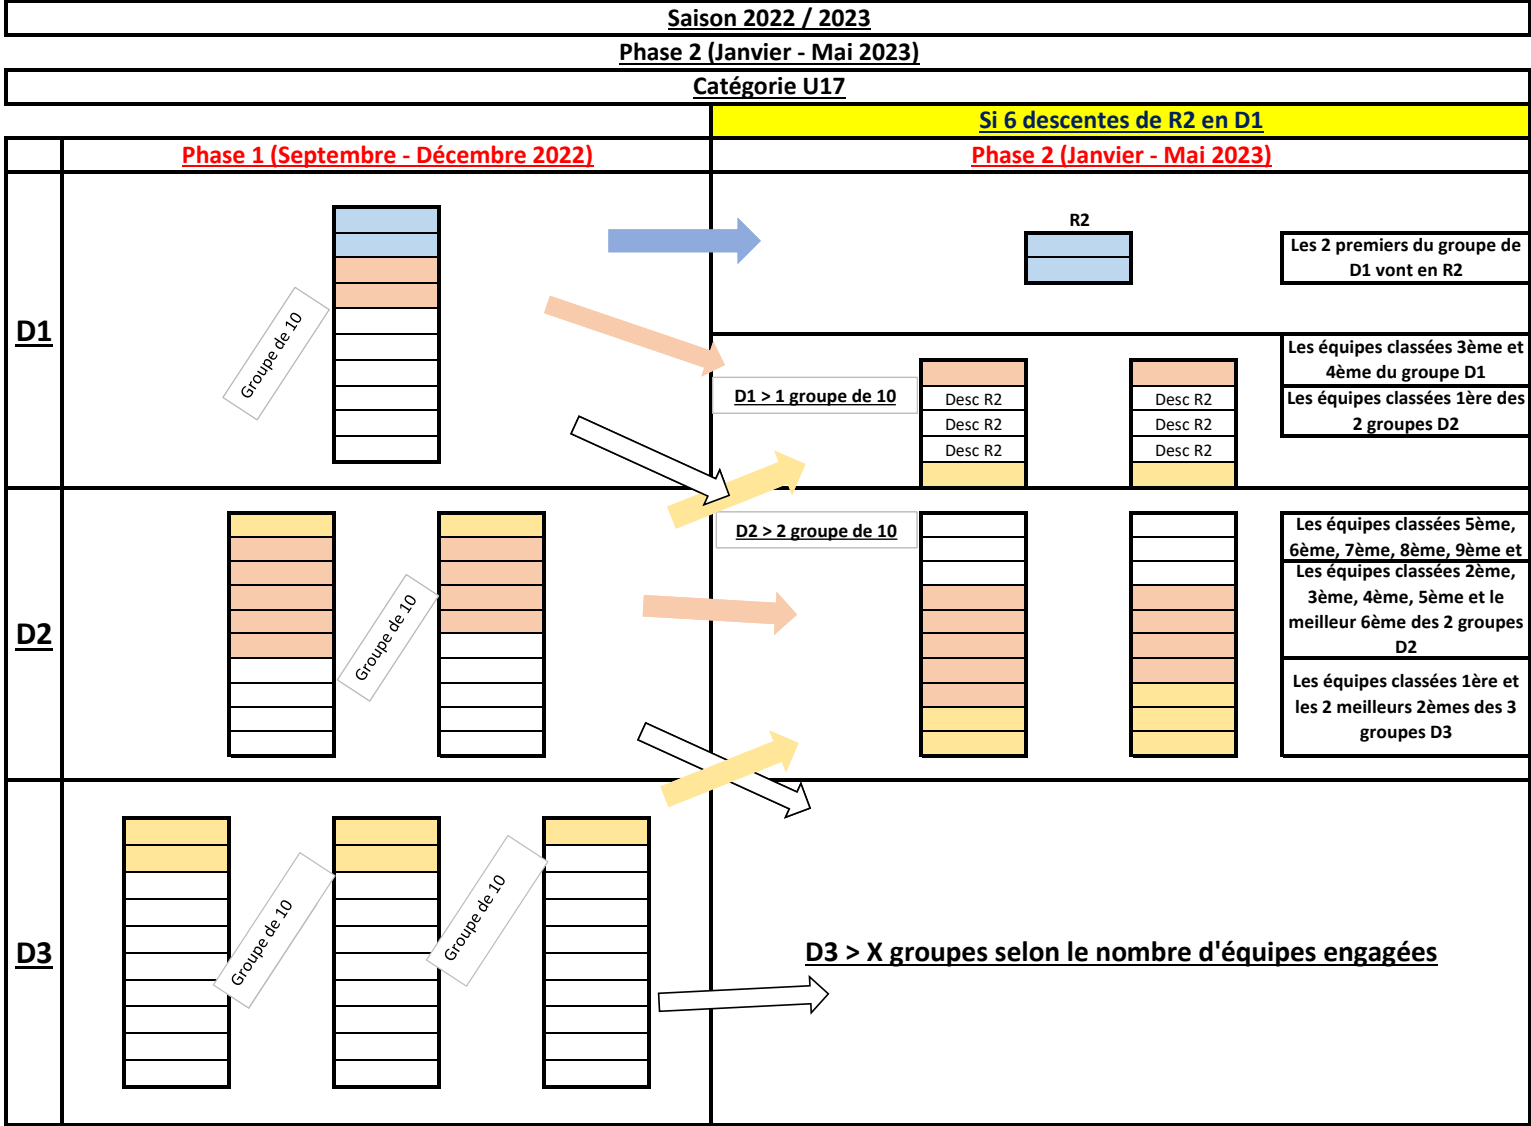 Saison 2022 / 2023
Phase 2 (Janvier - Mai 2023)
Catégorie U17
Si 6 descentes de R2 en D1
Phase 1 (Septembre - Décembre 2022)
Phase 2 (Janvier - Mai 2023)
D1
Groupe de 10
R2
Les 2 premiers du groupe de
D1 vont en R2
Les équipes classées 3ème et
4ème du groupe D1
D1 > 1 groupe de 10
Desc R2
Desc R2
Les équipes classées 1ère des
2 groupes D2
Desc R2
Desc R2
Desc R2
Desc R2
D2
Groupe de 10
D2 > 2 groupe de 10
Les équipes classées 5ème,
6ème, 7ème, 8ème, 9ème et
Les équipes classées 2ème,
3ème, 4ème, 5ème et le
meilleur 6ème des 2 groupes
D2
Les équipes classées 1ère et
les 2 meilleurs 2èmes des 3
groupes D3
D3
Groupe de 10
Groupe de 10
D3 > X groupes selon le nombre d'équipes engagées